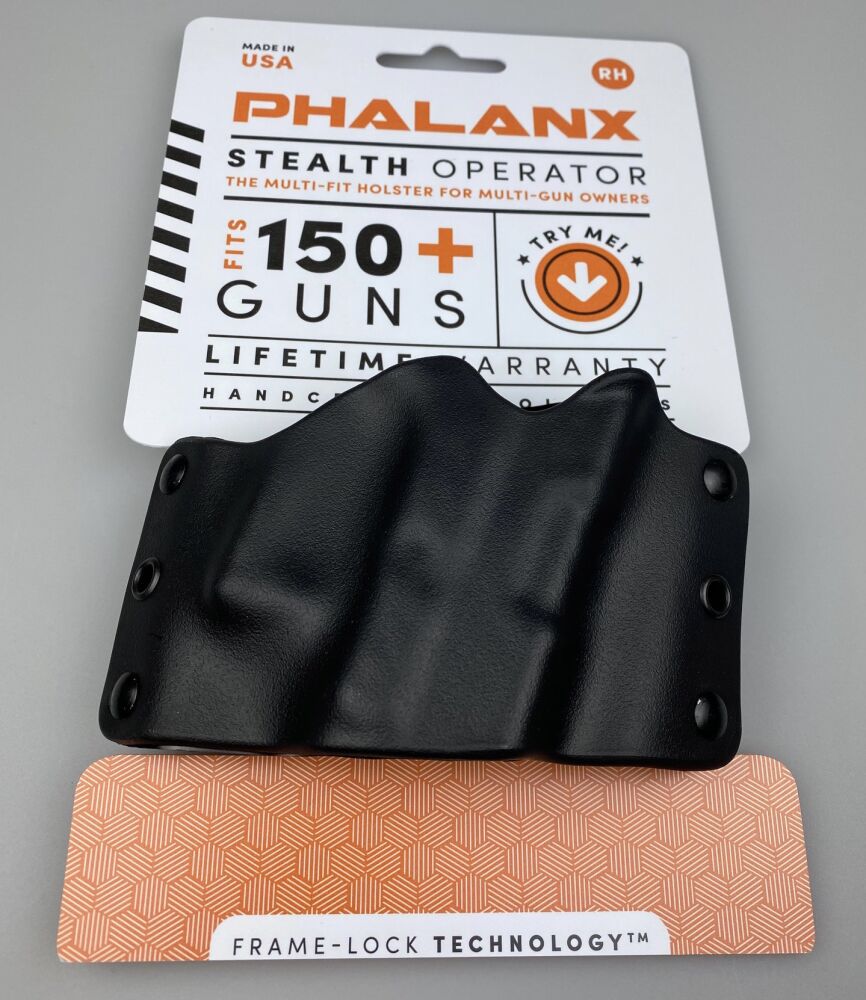 MADE IN
USA
RH
PHALANX
STEALTH OPERATOR
THE MULTI-FIT HOLSTER FOR MULTI-GUN OWNERS
FITS
150+
GUNS
TRY ME!
LIFETIME WARRANTY
FRAME-LOCK TECHNOLOGY™